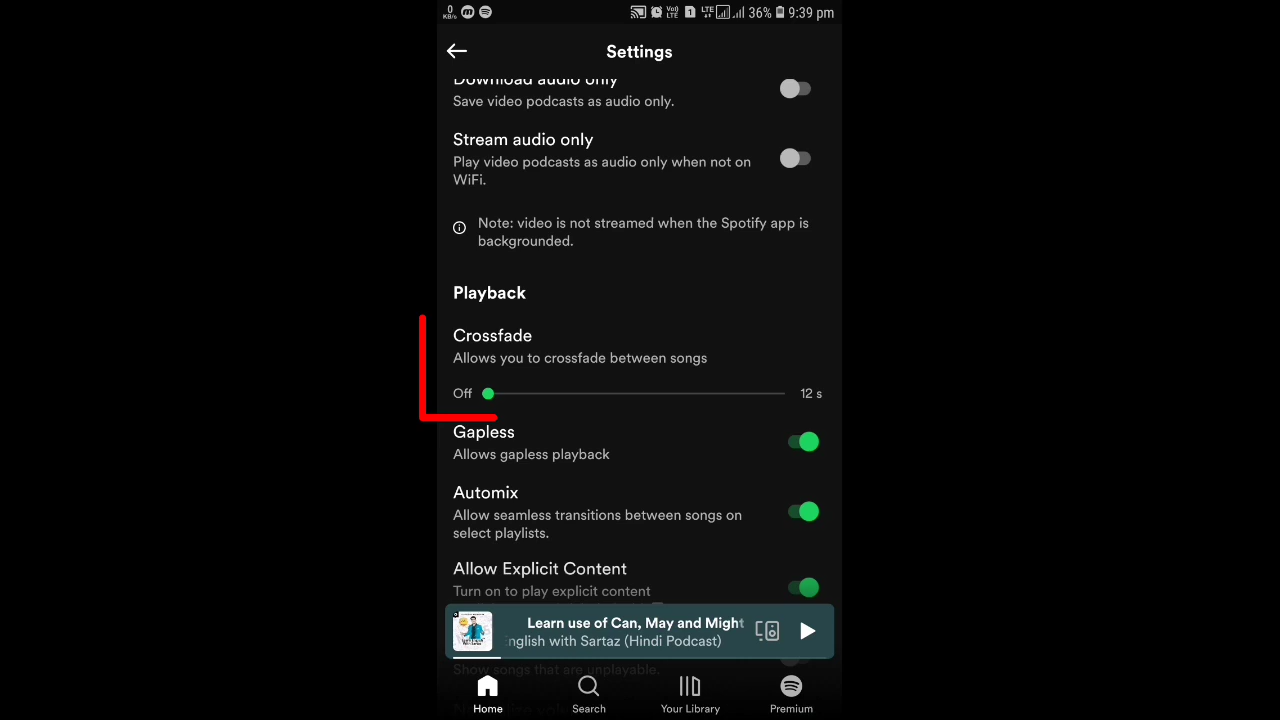 0
KB/s
Vo))
LTE
1
LTE
36%
9:39 pm
Settings
Download audio only
Save video podcasts as audio only.
Stream audio only
Play video podcasts as audio only when not on
WiFi.
Note: video is not streamed when the Spotify app is
backgrounded.
Playback
Crossfade
Allows you to crossfade between songs
Off
12 s
Gapless
Allows gapless playback
Automix
Allow seamless transitions between songs on
select playlists.
Allow Explicit Content
Turn on to play explicit content
Learn use of Can, May and Might
English with Sartaz (Hindi Podcast)
Show songs that are unplayable.
Home
Search
Your Library
Premium